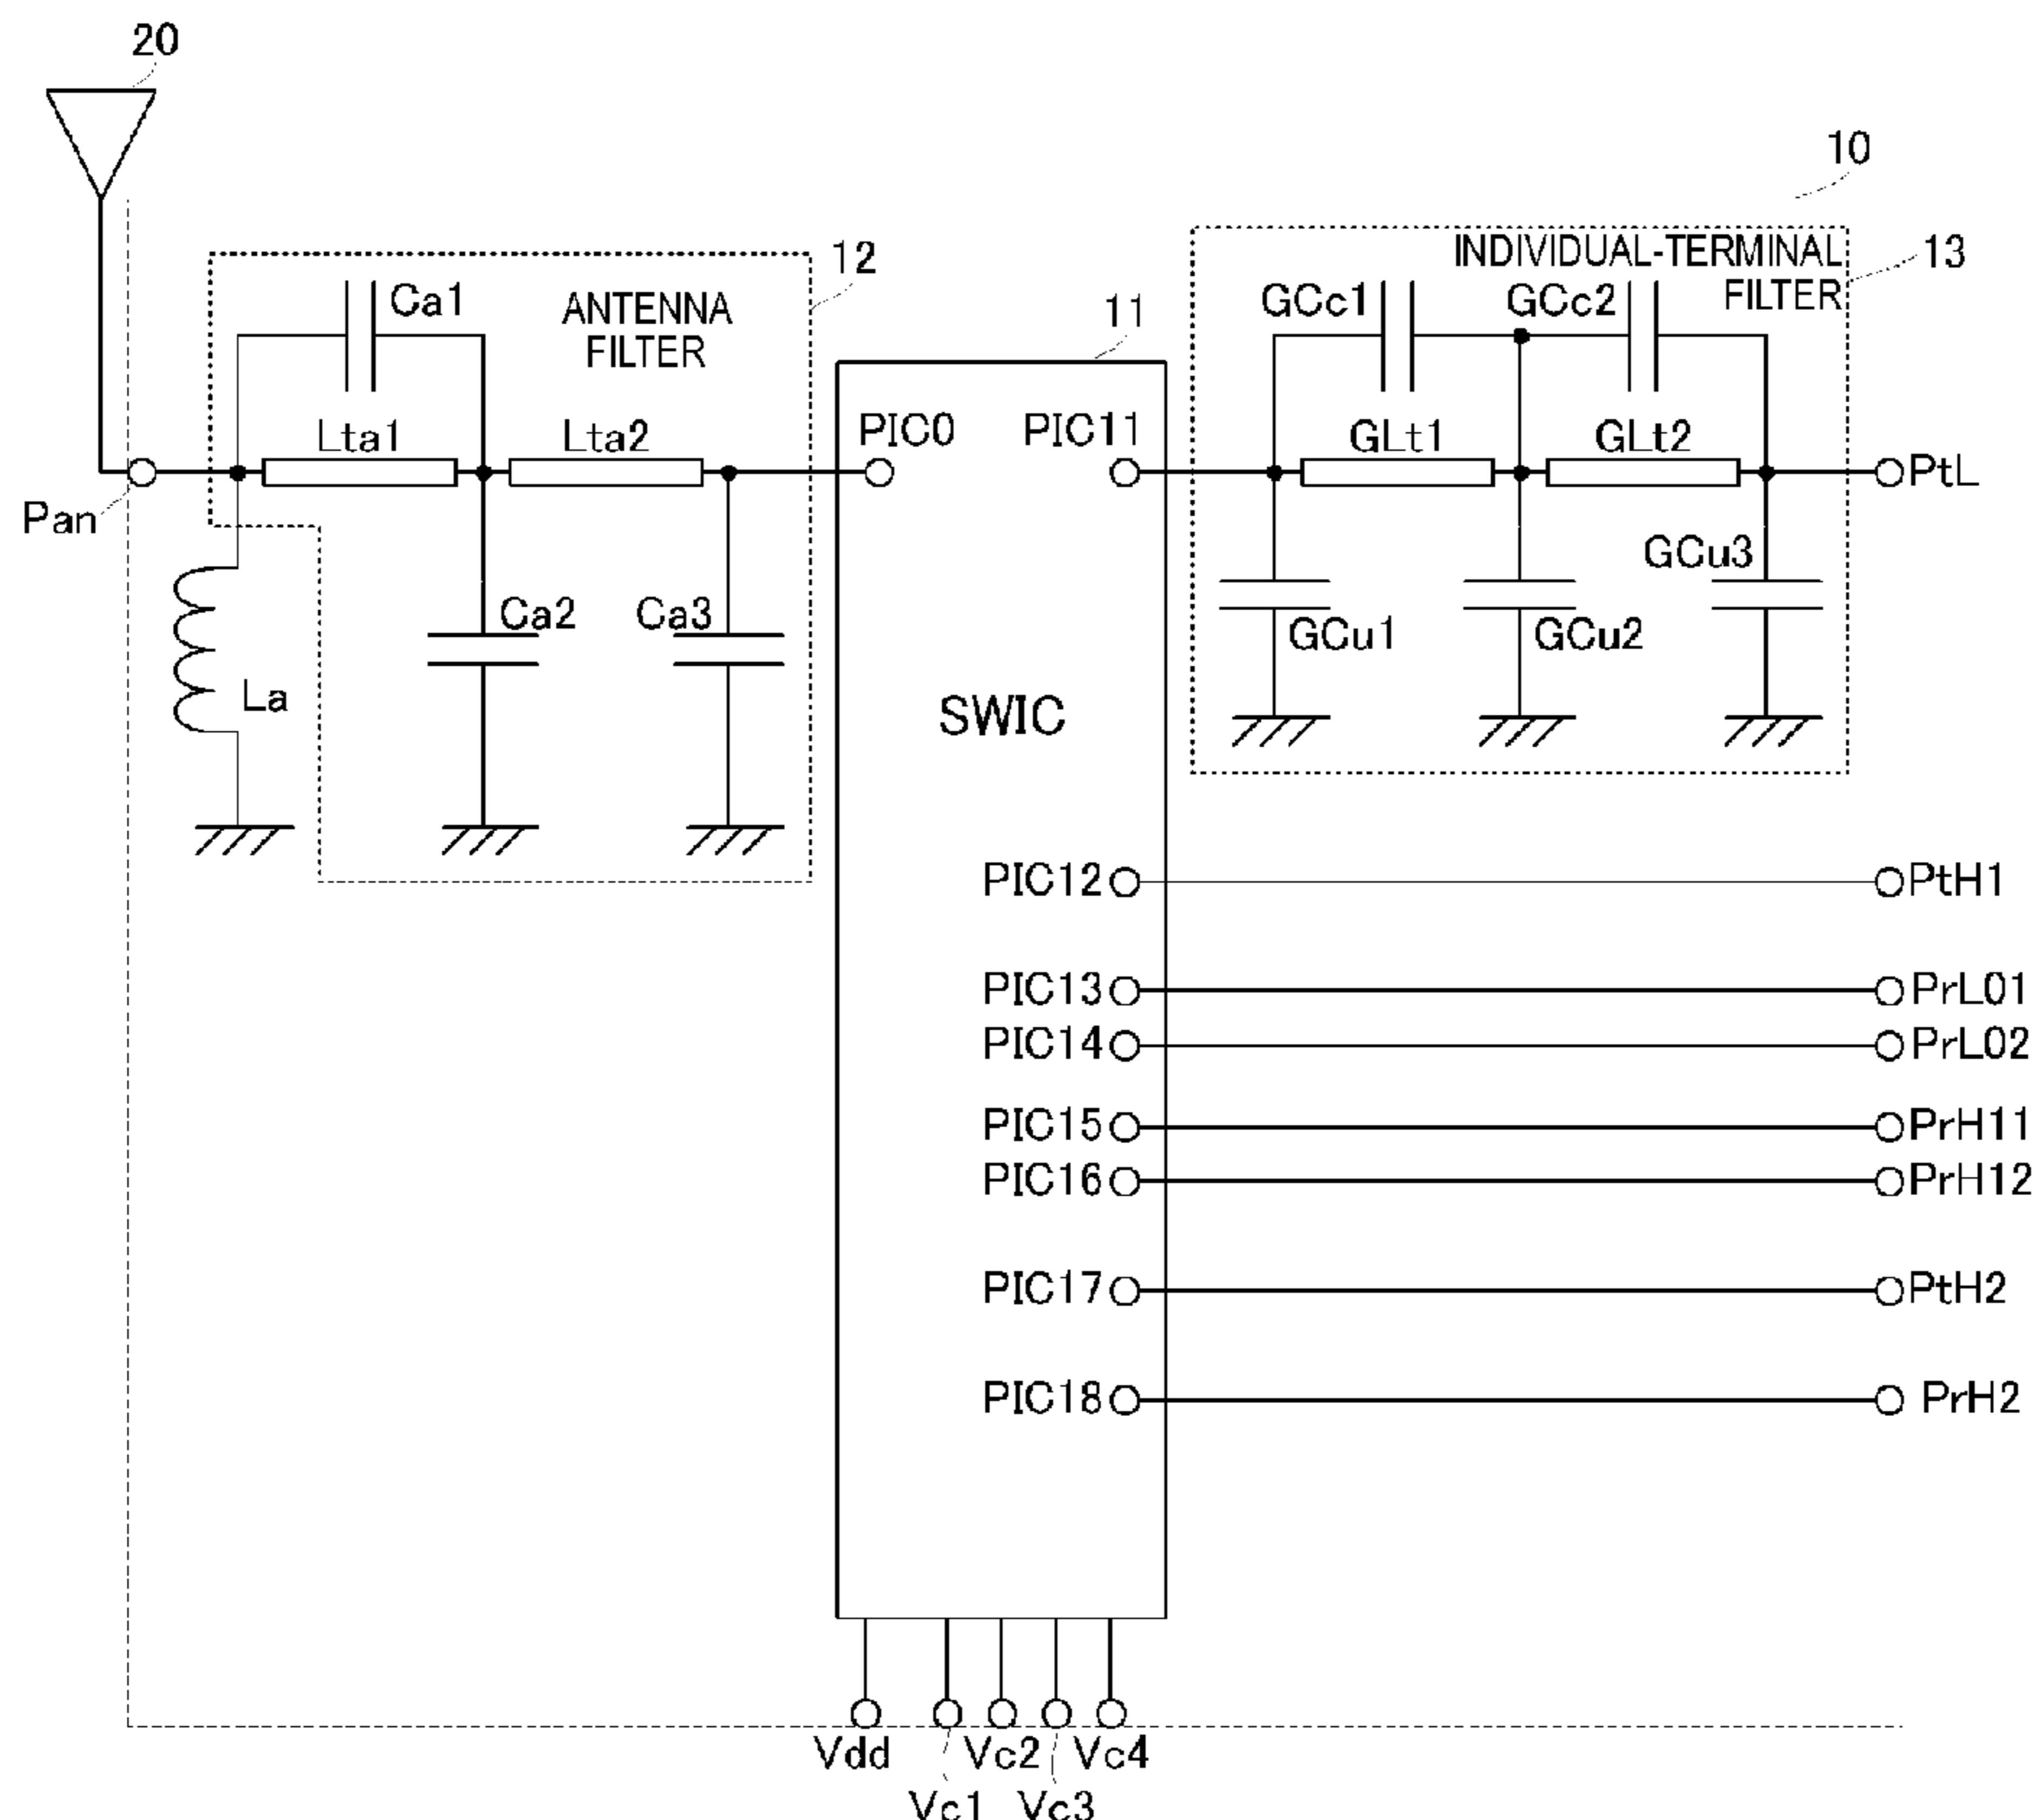 20
10
12
ANTENNA
FILTER
Ca1
Lta1
Lta2
Pan
Ca2
Ca3
La
11
PIC0
PIC11
SWIC
INDIVIDUAL-TERMINAL
FILTER
13
GCc1
GCc2
GLt1
GLt2
PtL
GCu3
GCu1
GCu2
PIC12
PtH1
PIC13
PrL01
PIC14
PrL02
PIC15
PrH11
PIC16
PrH12
PIC17
PtH2
PIC18
PrH2
Vdd
Vc2
Vc4
Vc1
Vc3